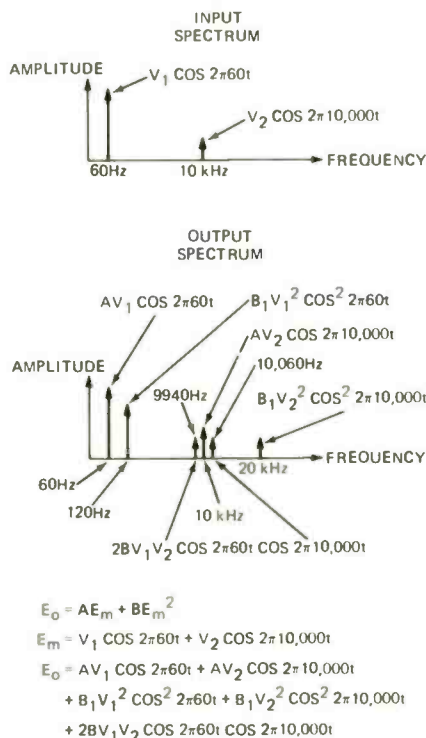 INPUT
SPECTRUM
AMPLITUDE
V₁ COS 2π60t
V₂ COS 2π10,000t
FREQUENCY
60Hz
10 kHz
OUTPUT
SPECTRUM
AV₁ COS 2π60t
B₁V₁² COS² 2π60t
AV₂ COS 2π10,000t
AMPLITUDE
9940Hz
10,060Hz
B₁V₂² COS² 2π10,000t
FREQUENCY
60Hz
20 kHz
120Hz
10 kHz
2BV₁V₂ COS 2π60t COS 2π10,000t
E₀ = AEₘ + BEₘ²
Eₘ = V₁ COS 2π60t + V₂ COS 2π10,000t
E₀ = AV₁ COS 2π60t + AV₂ COS 2π10,000t
+ B₁V₁² COS² 2π60t + B₁V₂² COS² 2π10,000t
+ 2BV₁V₂ COS 2π60t COS 2π10,000t